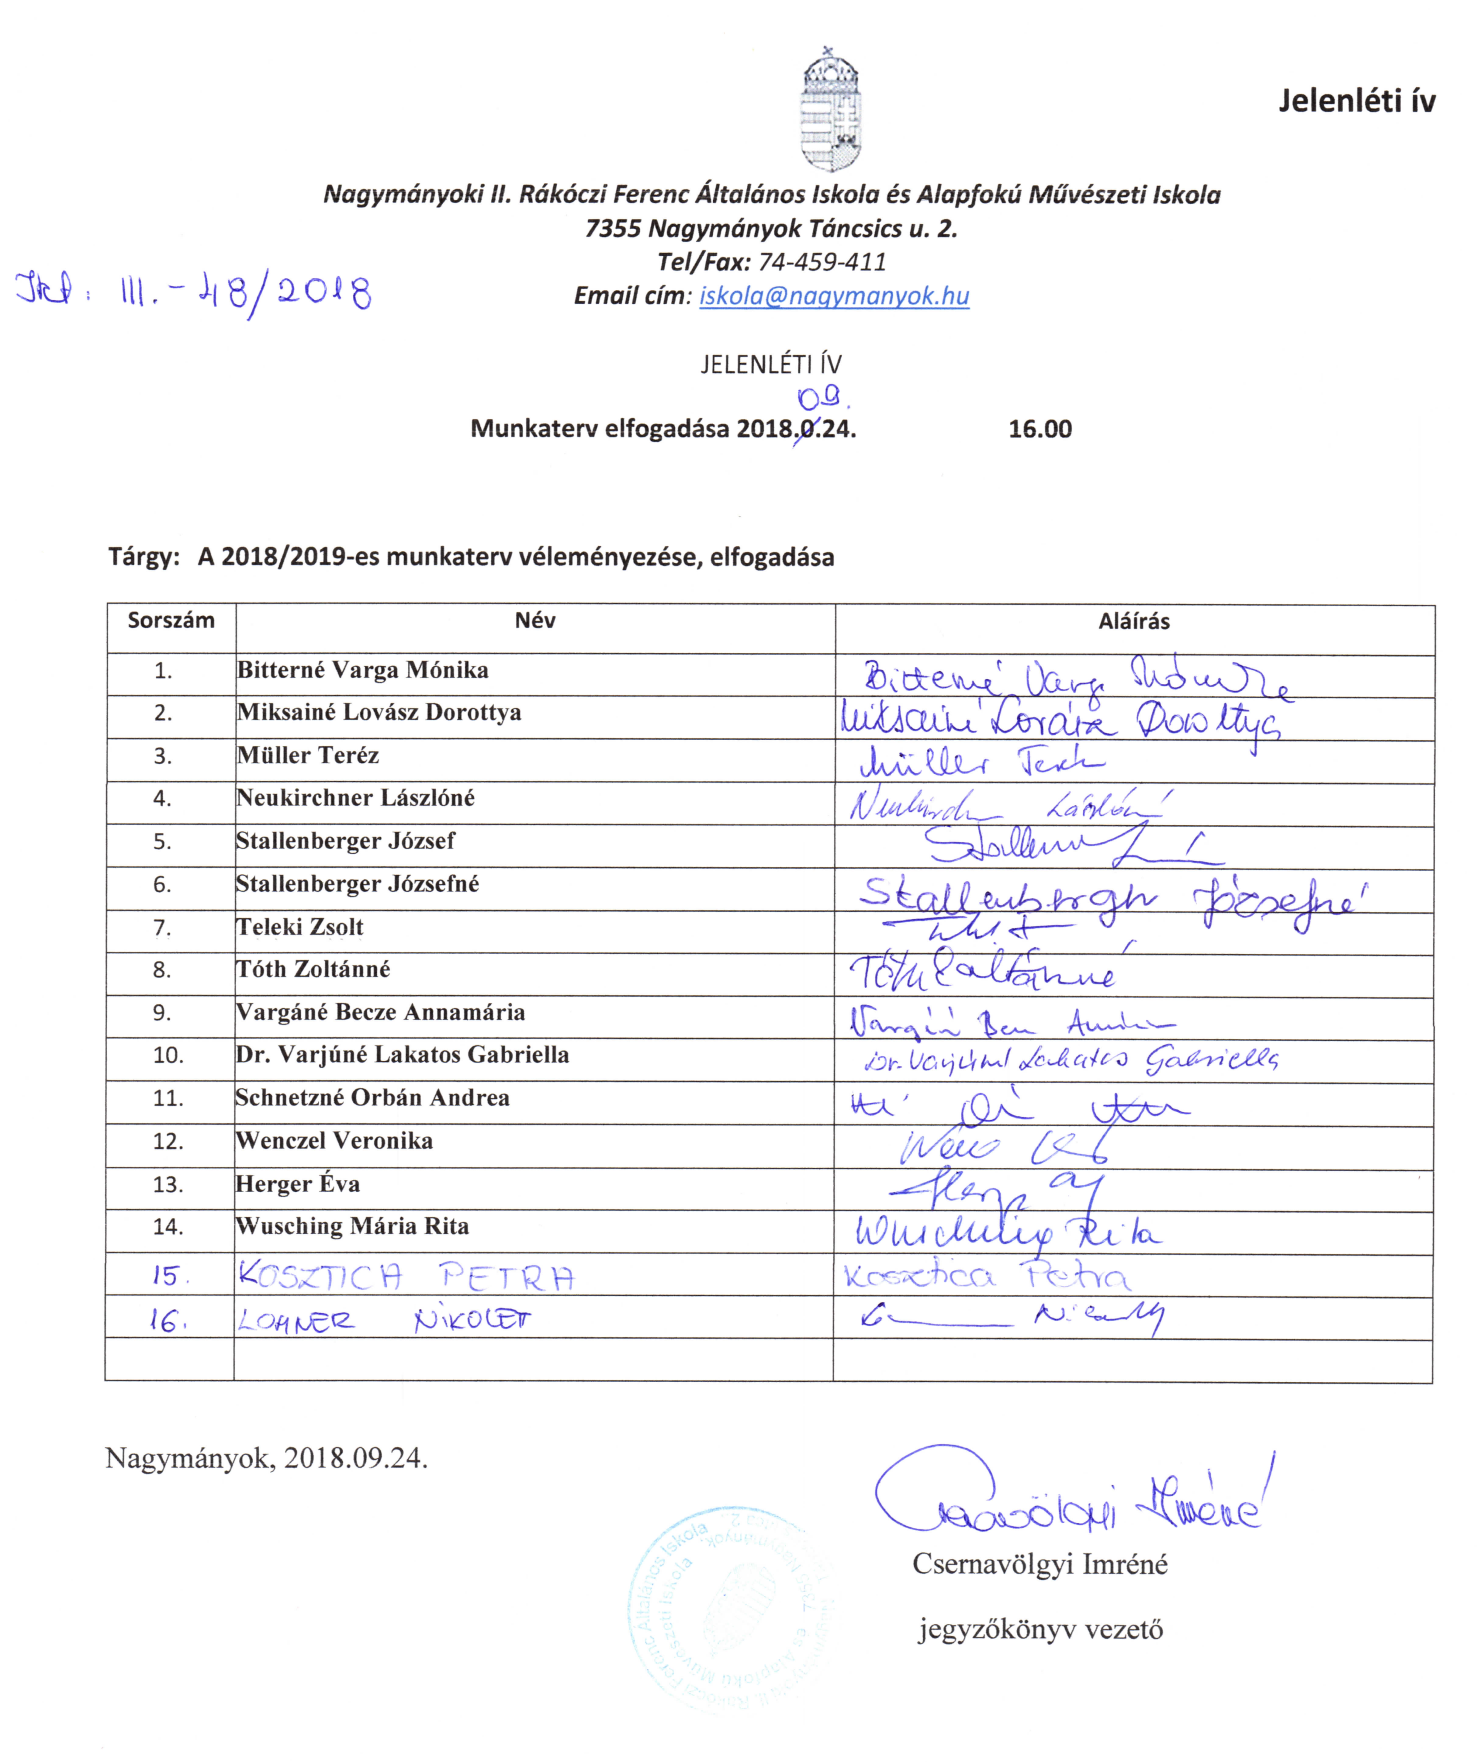 Jelenléti ív
Nagymányoki II. Rákóczi Ferenc Általános Iskola és Alapfokú Művészeti Iskola
7355 Nagymányok Táncsics u. 2.
Tel/Fax: 74-459-411
Ikt: III.-48/2018
Email cím: iskola@nagymanyok.hu
JELENLÉTI ÍV
09.
Munkaterv elfogadása 2018.0.24. 16.00
Tárgy: A 2018/2019-es munkaterv véleményezése, elfogadása
Sorszám Név Aláírás
1. Bitterné Varga Mónika Bitterné Varga Mónika
2. Miksainé Lovász Dorottya Miksainé Lovász Dorottya
3. Müller Teréz Müller Teréz
4. Neukirchner Lászlóné Neukirchner Lászlóné
5. Stallenberger József
6. Stallenberger Józsefné Stallenberger Józsefné
7. Teleki Zsolt
8. Tóth Zoltánné Tóth Zoltánné
9. Vargáné Becze Annamária
10. Dr. Varjúné Lakatos Gabriella Dr. Varjúné Lakatos Gabriella
11. Schnetzné Orbán Andrea
12. Wenczel Veronika
13. Herger Éva
14. Wusching Mária Rita Wusching Rita
15. KOSZTICA PETRA Kosztica Petra
16. LOHNER NIKOLET
Nagymányok, 2018.09.24.
Csernavölgyi Imréné
Csernavölgyi Imréné
jegyzőkönyv vezető